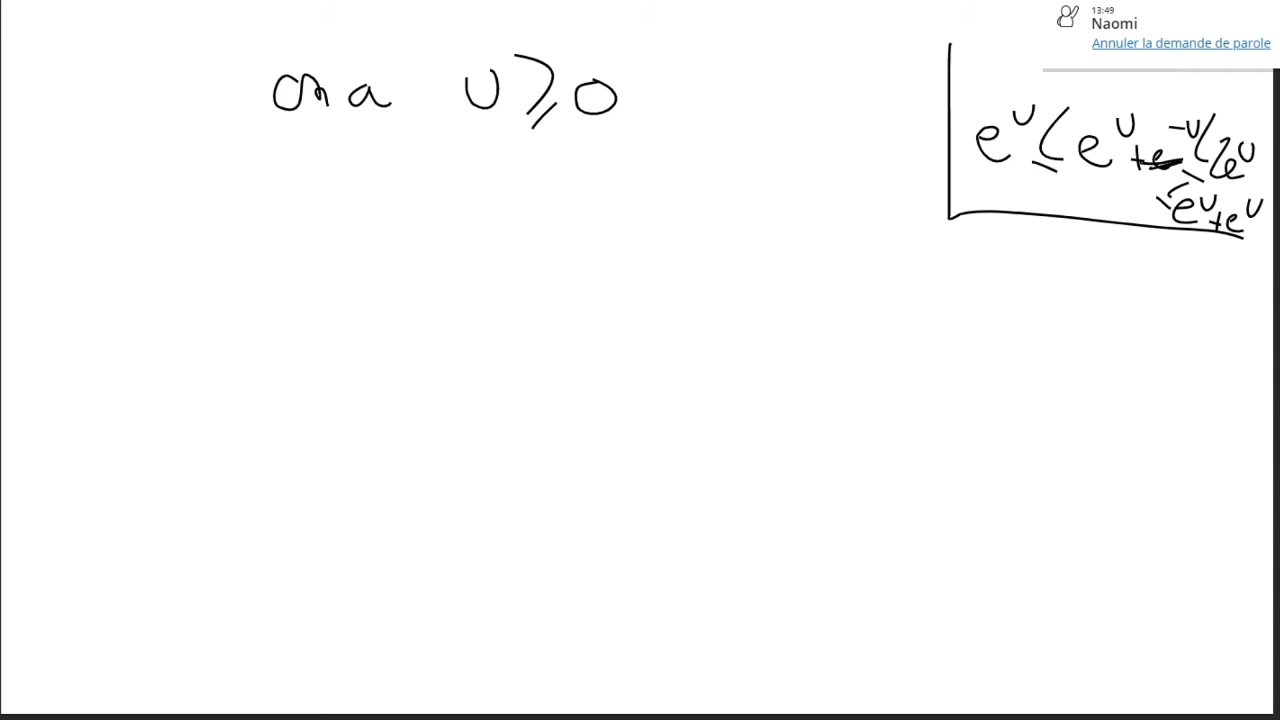 13:49
Naomi
Annuler la demande de parole
on a U ⩾ 0
e^U ≤ e^U + e^-U ≤ 2e^U
≤ e^U + e^U